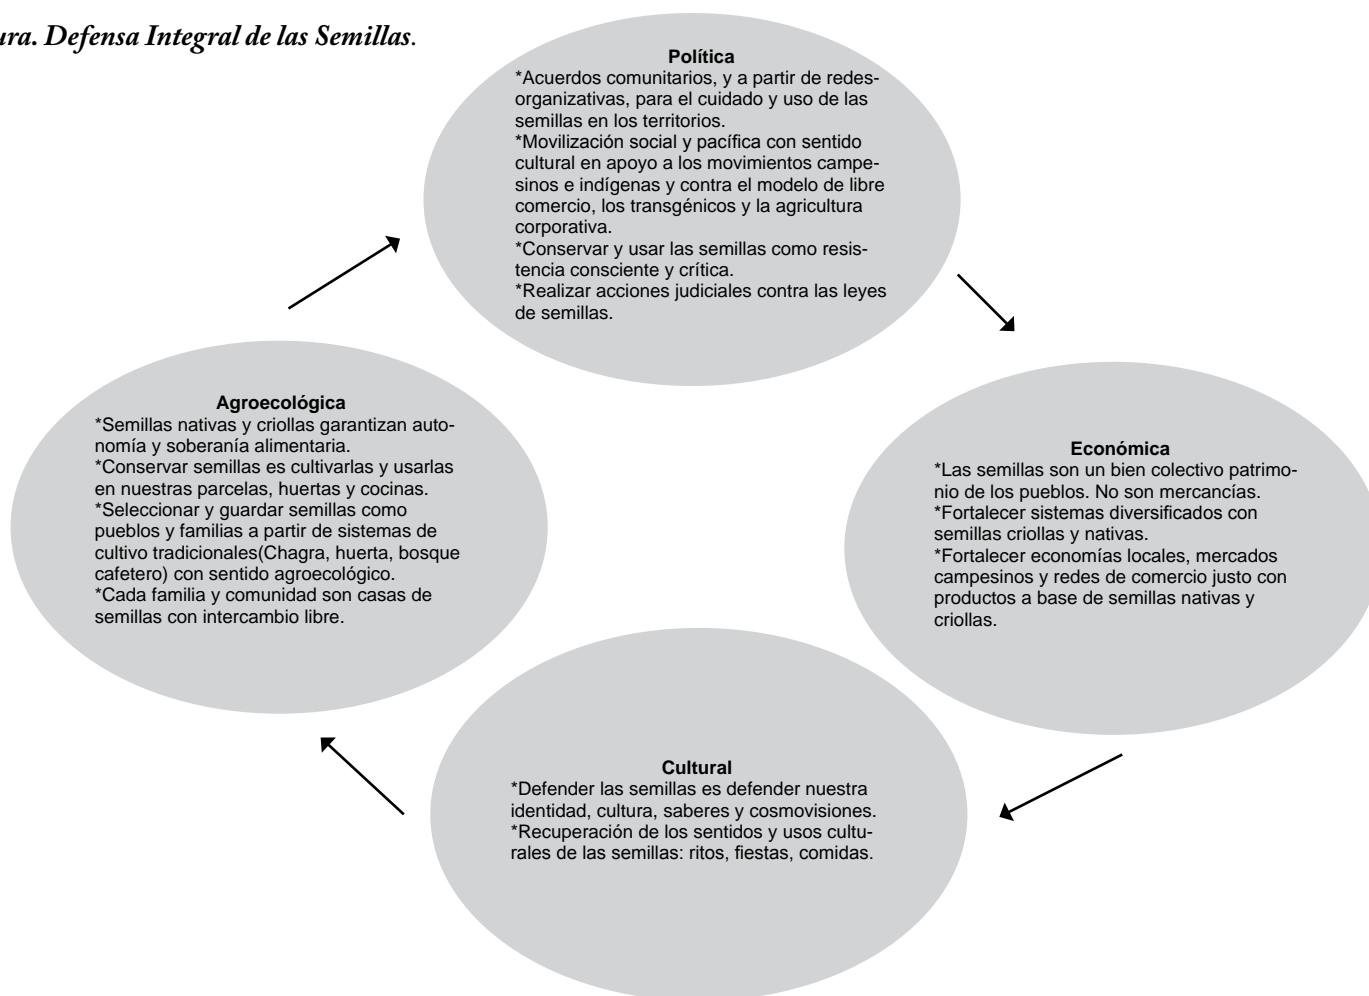 Defensa Integral de las Semillas.
Política
*Acuerdos comunitarios, y a partir de redes-
organizativas, para el cuidado y uso de las
semillas en los territorios.
*Movilización social y pacífica con sentido
cultural en apoyo a los movimientos campe-
sinos e indígenas y contra el modelo de libre
comercio, los transgénicos y la agricultura
corporativa.
*Conservar y usar las semillas como resis-
tencia consciente y crítica.
*Realizar acciones judiciales contra las leyes
de semillas.
Agroecológica
*Semillas nativas y criollas garantizan auto-
nomía y soberanía alimentaria.
*Conservar semillas es cultivarlas y usarlas
en nuestras parcelas, huertas y cocinas.
*Seleccionar y guardar semillas como
pueblos y familias a partir de sistemas de
cultivo tradicionales(Chagra, huerta, bosque
cafetero) con sentido agroecológico.
*Cada familia y comunidad son casas de
semillas con intercambio libre.
Económica
*Las semillas son un bien colectivo patrimo-
nio de los pueblos. No son mercancías.
*Fortalecer sistemas diversificados con
semillas criollas y nativas.
*Fortalecer economías locales, mercados
campesinos y redes de comercio justo con
productos a base de semillas nativas y
criollas.
Cultural
*Defender las semillas es defender nuestra
identidad, cultura, saberes y cosmovisiones.
*Recuperación de los sentidos y usos cultu-
rales de las semillas: ritos, fiestas, comidas.